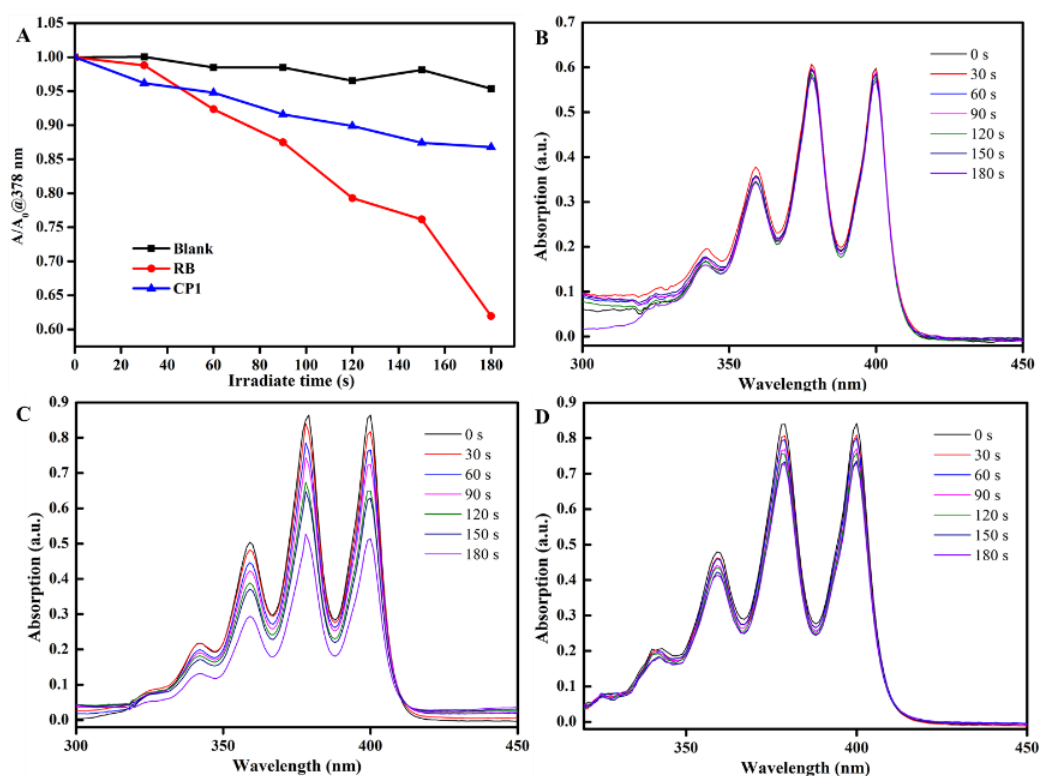 A
1.05
1.00
0.95
0.90
0.85
0.80
0.75
0.70
0.65
0.60
A/A0@378 nm
Blank
RB
CP1
0 20 40 60 80 100 120 140 160 180
Irradiate time (s)
B
0.7
0.6
0.5
0.4
0.3
0.2
0.1
0.0
Absorption (a.u.)
0 s
30 s
60 s
90 s
120 s
150 s
180 s
300 350 400 450
Wavelength (nm)
C
0.9
0.8
0.7
0.6
0.5
0.4
0.3
0.2
0.1
0.0
Absorption (a.u.)
0 s
30 s
60 s
90 s
120 s
150 s
180 s
300 350 400 450
Wavelength (nm)
D
0.9
0.8
0.7
0.6
0.5
0.4
0.3
0.2
0.1
0.0
Absorption (a.u.)
0 s
30 s
60 s
90 s
120 s
150 s
180 s
350 400 450
Wavelength (nm)